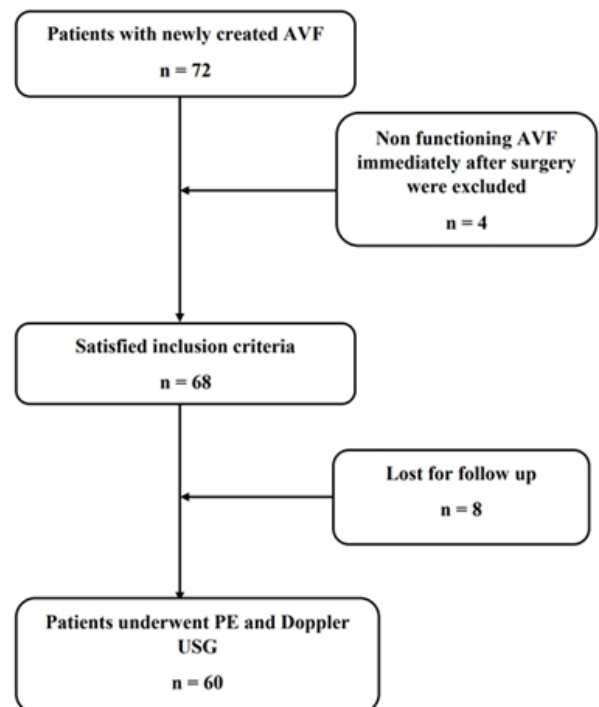 Patients with newly created AVF
n = 72
Non functioning AVF
immediately after surgery
were excluded
n = 4
Satisfied inclusion criteria
n = 68
Lost for follow up
n = 8
Patients underwent PE and Doppler
USG
n = 60